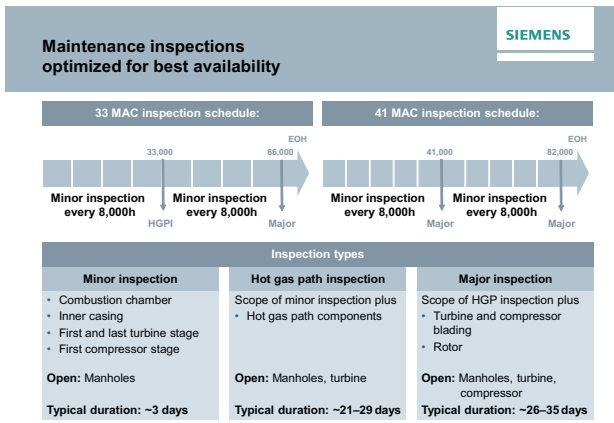 Maintenance inspections
optimized for best availability
SIEMENS
33 MAC inspection schedule:
EOH
33,000
66,000
Minor inspection
every 8,000h
Minor inspection
every 8,000h
HGPI
Major
41 MAC inspection schedule:
EOH
41,000
82,000
Minor inspection
every 8,000h
Minor inspection
every 8,000h
Major
Major
Inspection types
Minor inspection
• Combustion chamber
• Inner casing
• First and last turbine stage
• First compressor stage
Open: Manholes
Typical duration: ~3 days
Hot gas path inspection
Scope of minor inspection plus
• Hot gas path components
Open: Manholes, turbine
Typical duration: ~21–29 days
Major inspection
Scope of HGP inspection plus
• Turbine and compressor
blading
• Rotor
Open: Manholes, turbine,
compressor
Typical duration: ~26–35 days